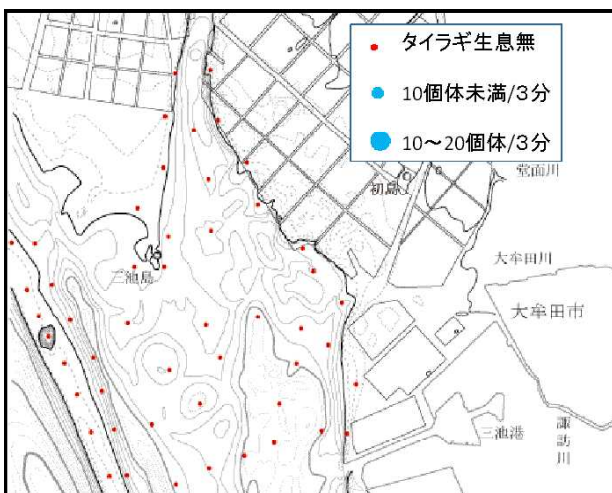 タイラギ生息無
10個体未満/3分
10～20個体/3分
堂面川
初島
大牟田川
三池島
大牟田市
三池港
諏訪川